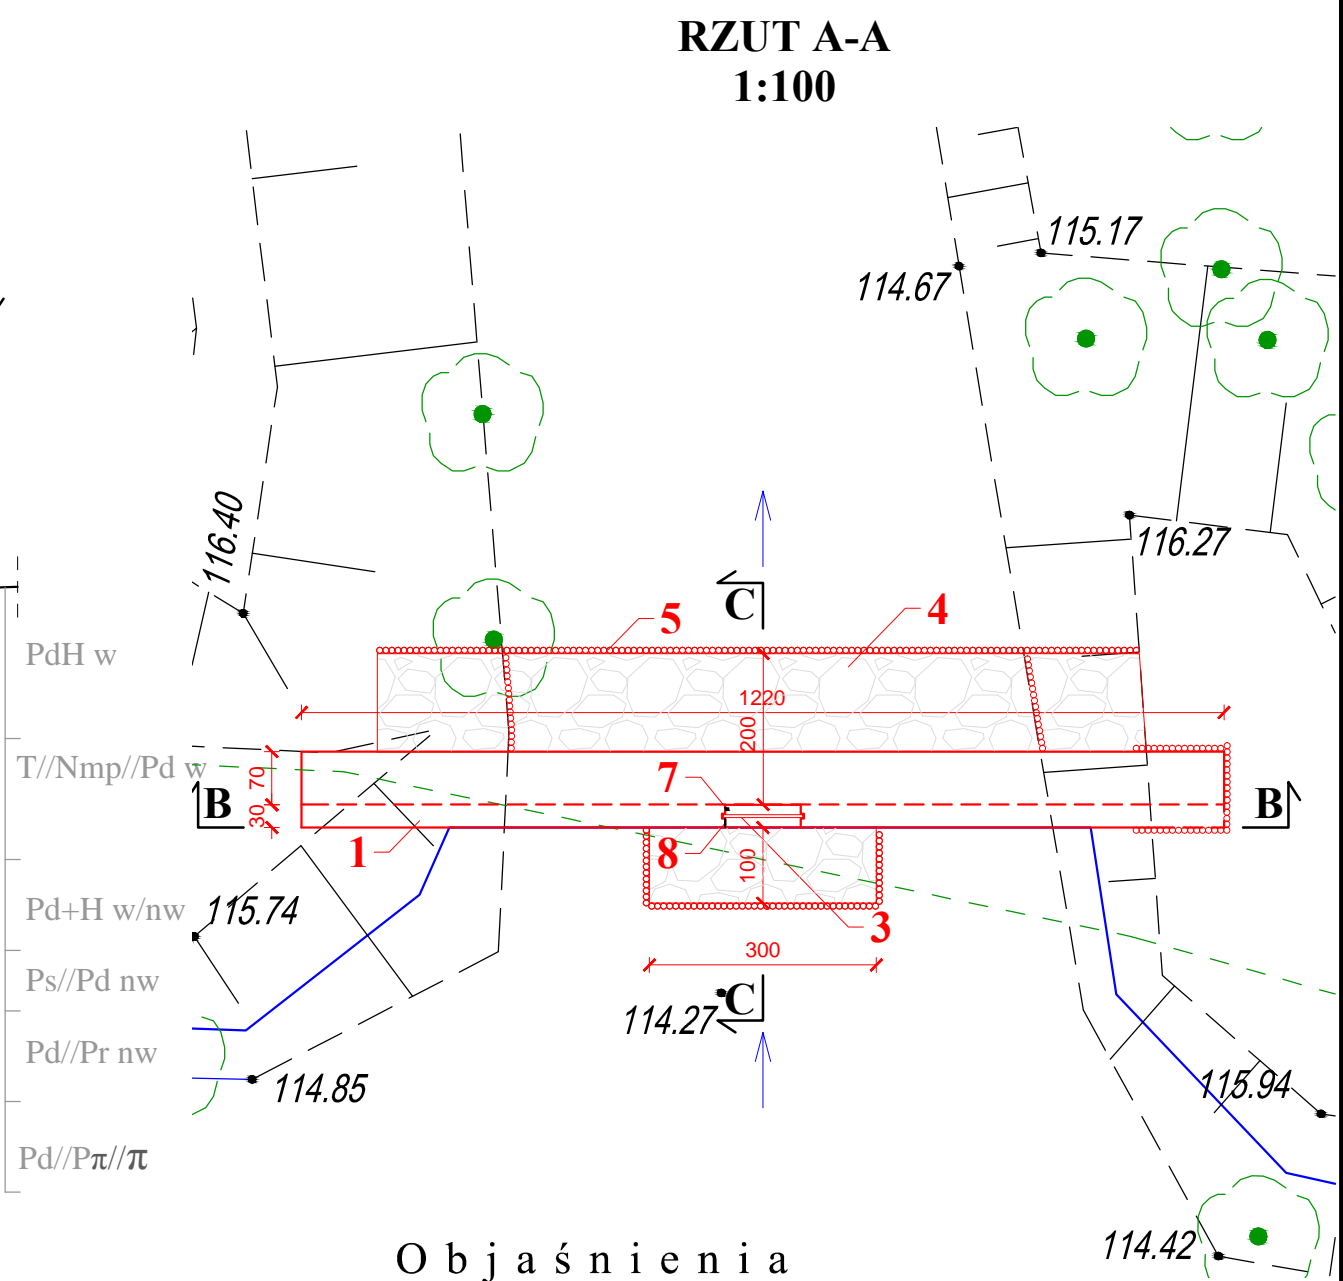 RZUT A-A
1:100
115.17
114.67
116.40
116.27
C
5
4
PdH w
1220
200
T//Nmp//Pd w
70
7
B
B
30
1
8
100
Pd+H w/nw
115.74
3
300
Ps//Pd nw
C
114.27
Pd//Pr nw
114.85
115.94
Pd//Pπ//π
114.42
Objaśnienia